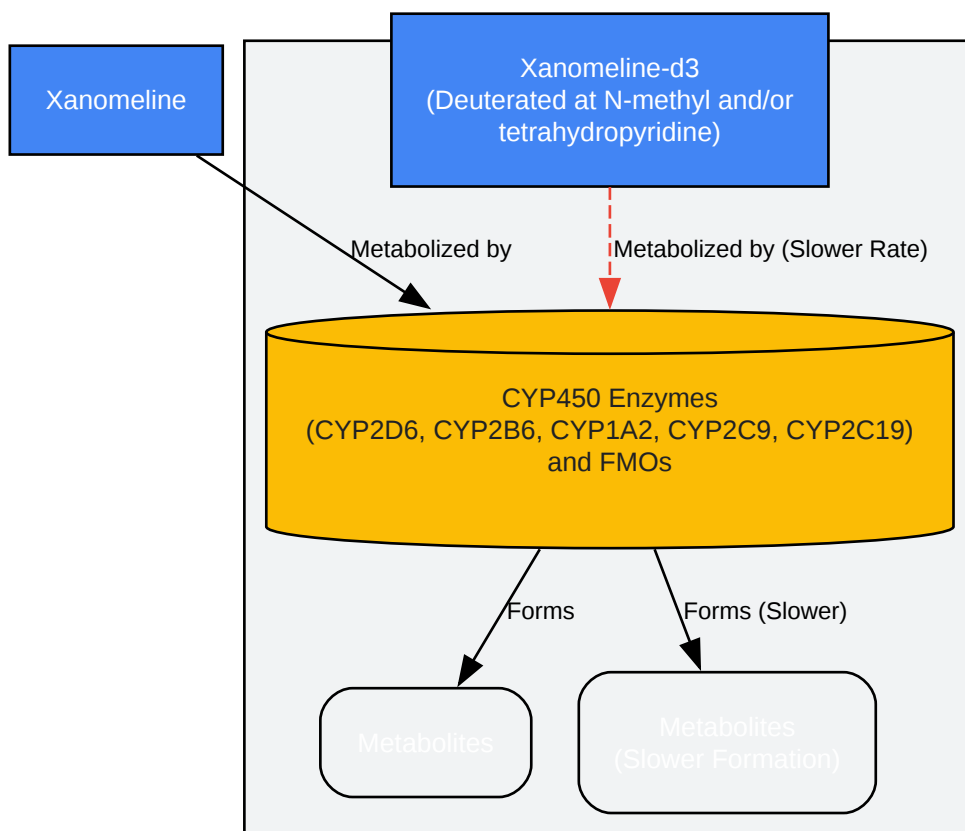 Xanomeline
Xanomeline-d3
(Deuterated at N-methyl and/or
tetrahydropyridine)
Metabolized by
Metabolized by (Slower Rate)
CYP450 Enzymes
(CYP2D6, CYP2B6, CYP1A2, CYP2C9, CYP2C19)
and FMOs
Forms
Forms (Slower)
Metabolites
Metabolites
(Slower Formation)